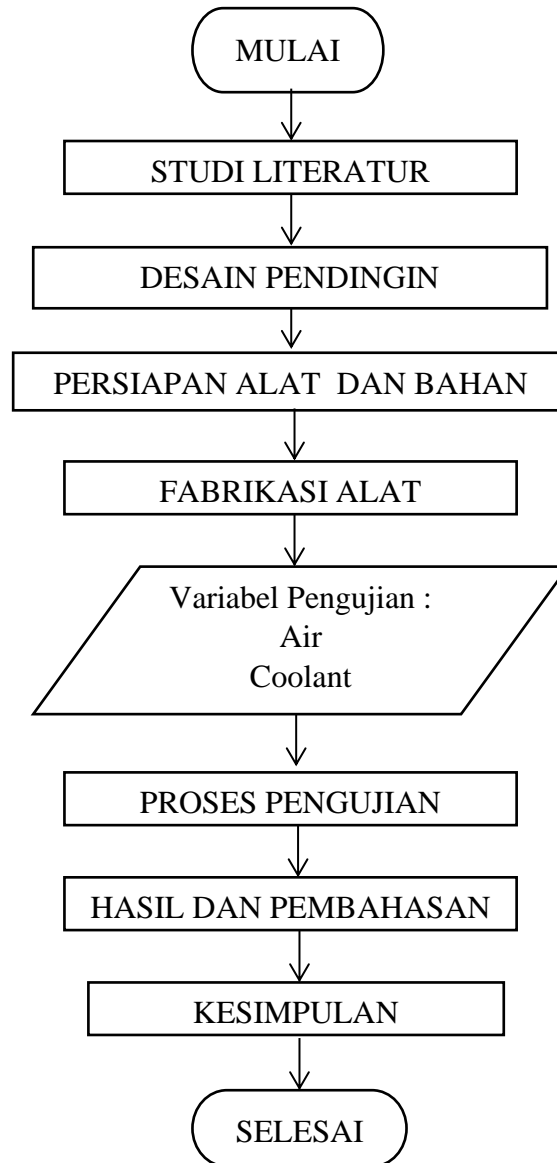 MULAI
STUDI LITERATUR
DESAIN PENDINGIN
PERSIAPAN ALAT DAN BAHAN
FABRIKASI ALAT
Variabel Pengujian :
Air
Coolant
PROSES PENGUJIAN
HASIL DAN PEMBAHASAN
KESIMPULAN
SELESAI